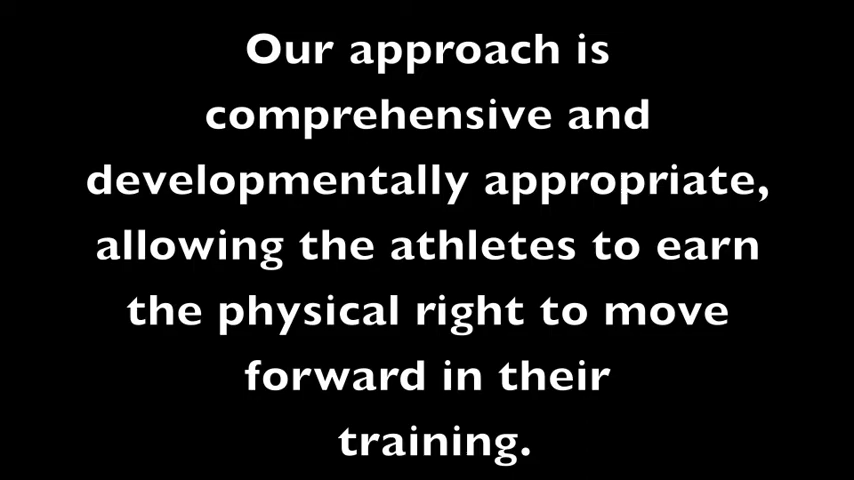 Our approach is
comprehensive and
developmentally appropriate,
allowing the athletes to earn
the physical right to move
forward in their
training.